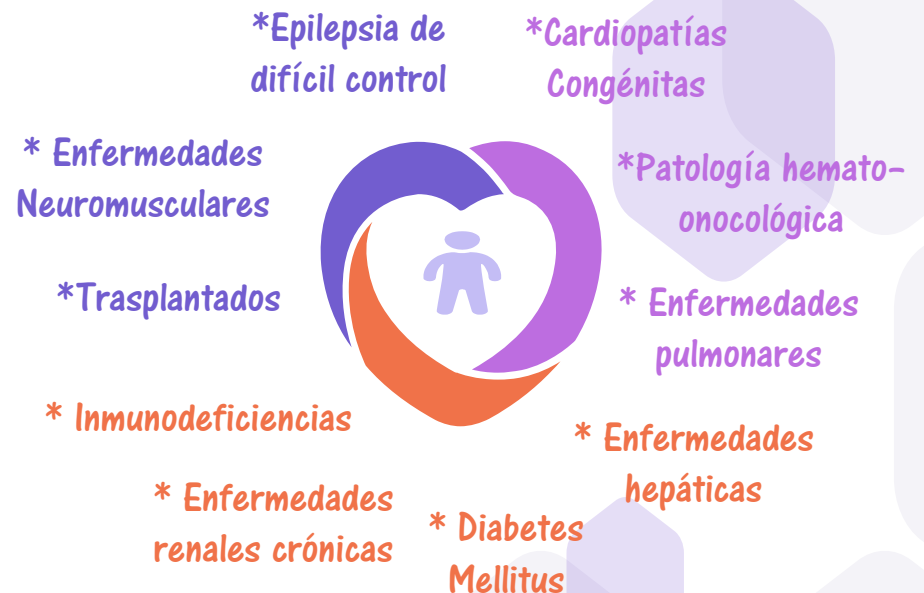 *Epilepsia de
difícil control
*Cardiopatías
Congénitas
* Enfermedades
Neuromusculares
*Patología hemato-
onocológica
*Trasplantados
* Enfermedades
pulmonares
* Inmunodeficiencias
* Enfermedades
hepáticas
* Enfermedades
renales crónicas
* Diabetes
Mellitus